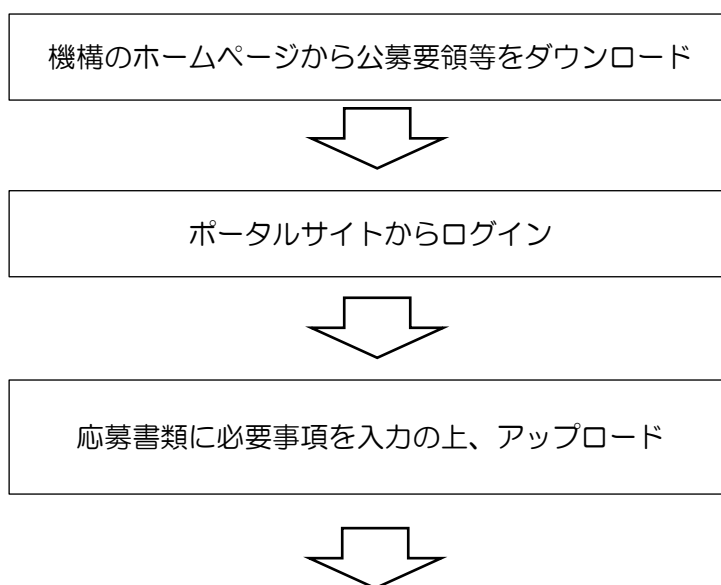 機構のホームページから公募要領等をダウンロード
ポータルサイトからログイン
応募書類に必要事項を入力の上、アップロード